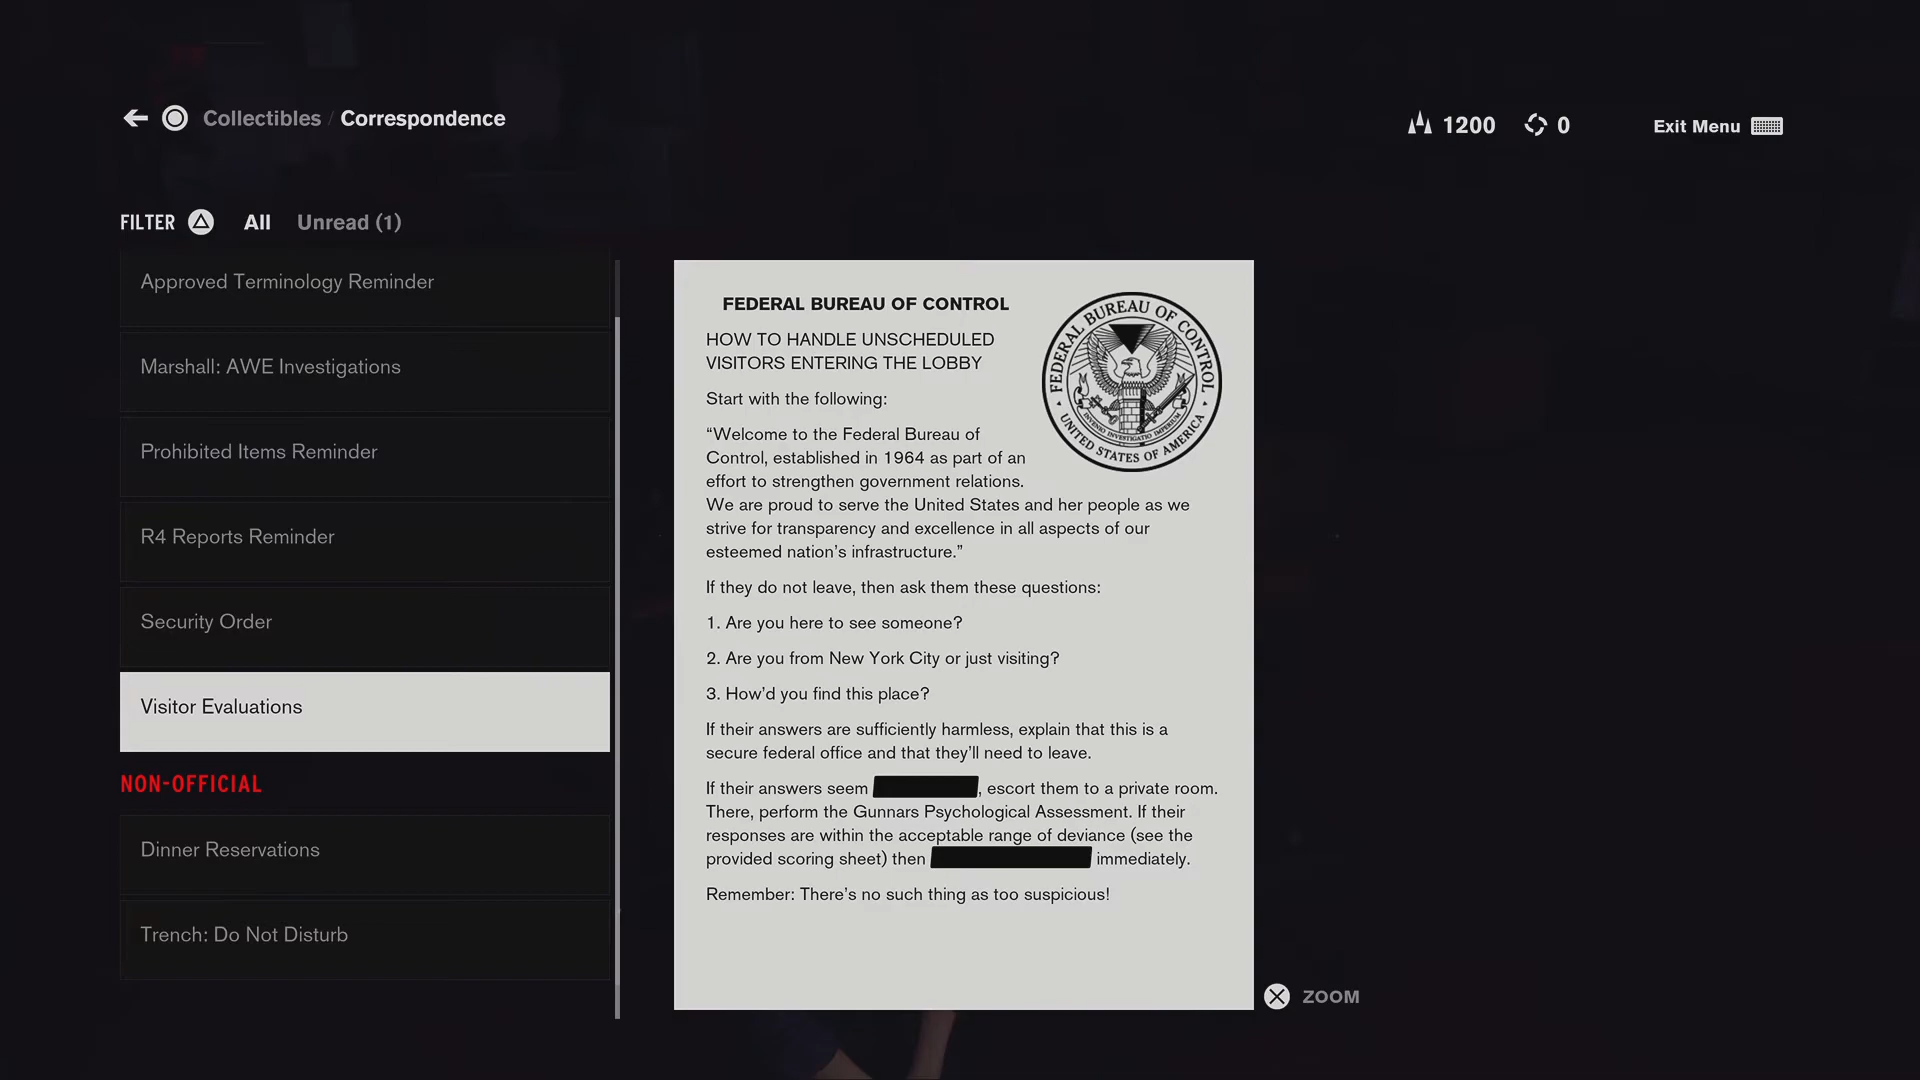 Collectibles / Correspondence
1200
0
Exit Menu
FILTER All Unread (1)
Approved Terminology Reminder
Marshall: AWE Investigations
Prohibited Items Reminder
R4 Reports Reminder
Security Order
Visitor Evaluations
NON-OFFICIAL
Dinner Reservations
Trench: Do Not Disturb
FEDERAL BUREAU OF CONTROL
HOW TO HANDLE UNSCHEDULED
VISITORS ENTERING THE LOBBY
Start with the following:
“Welcome to the Federal Bureau of
Control, established in 1964 as part of an
effort to strengthen government relations.
We are proud to serve the United States and her people as we
strive for transparency and excellence in all aspects of our
esteemed nation’s infrastructure.”
If they do not leave, then ask them these questions:
1. Are you here to see someone?
2. Are you from New York City or just visiting?
3. How’d you find this place?
If their answers are sufficiently harmless, explain that this is a
secure federal office and that they’ll need to leave.
If their answers seem , escort them to a private room.
There, perform the Gunnars Psychological Assessment. If their
responses are within the acceptable range of deviance (see the
provided scoring sheet) then immediately.
Remember: There’s no such thing as too suspicious!
FEDERAL BUREAU OF CONTROL
INVENIO INVESTIGATIO IMPERIUM
UNITED STATES OF AMERICA
ZOOM